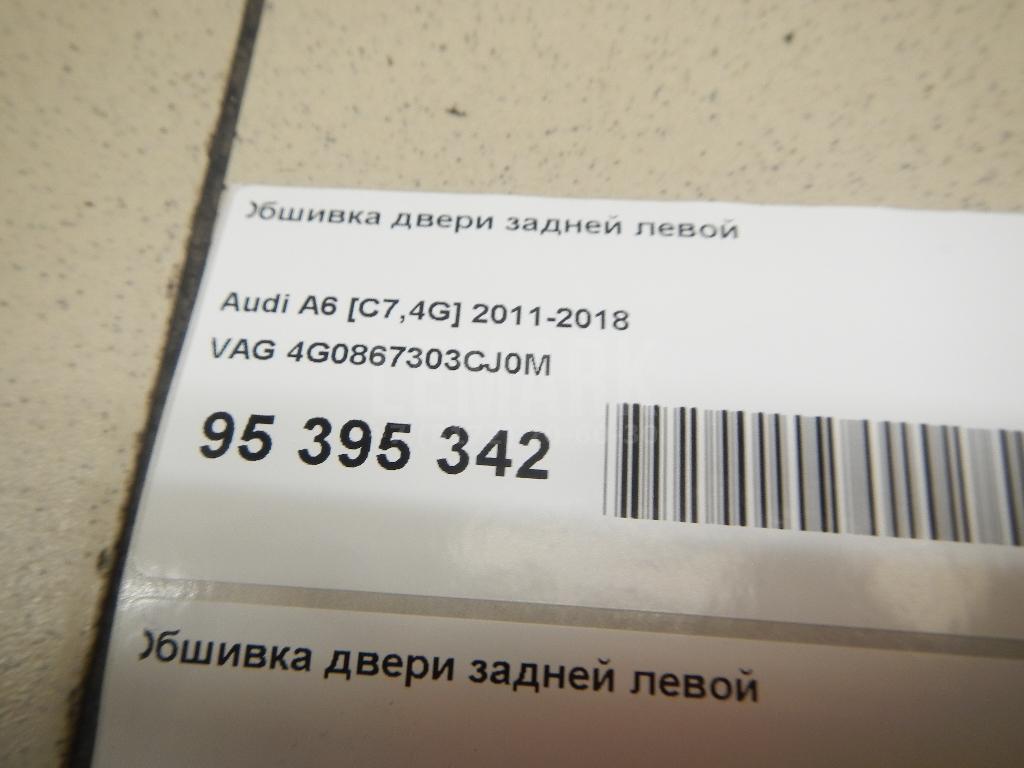 Обшивка двери задней левой
Audi A6 [C7,4G] 2011-2018
VAG 4G0867303CJ0M
95 395 342
Обшивка двери задней левой